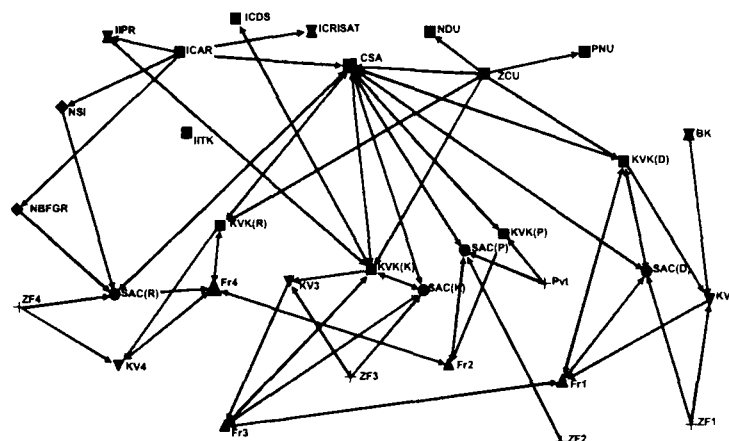 ICDS
IIPR
ICRISAT
NDU
ICAR
CSA
PNU
ZCU
NSI
IITK
BK
KVK(D)
NBFGR
KVK(R)
KVK(P)
SAC(P)
KVK(K)
SAC(D)
KV3
Pvt
SAC(R)
Fr4
SAC(K)
KV
ZF4
KV4
Fr2
ZF3
Fr1
Fr3
ZF1
ZF2